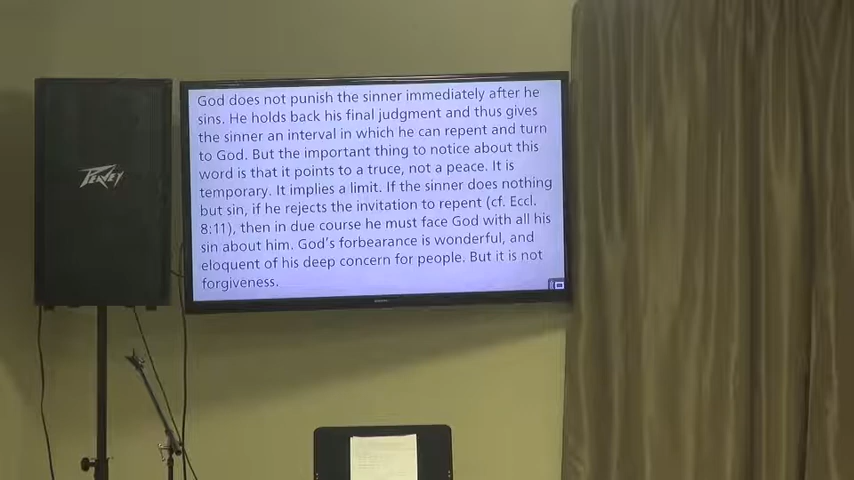 God does not punish the sinner immediately after he
sins. He holds back his final judgment and thus gives
the sinner an interval in which he can repent and turn
to God. But the important thing to notice about this
word is that it points to a truce, not a peace. It is
temporary. It implies a limit. If the sinner does nothing
but sin, if he rejects the invitation to repent (cf. Eccl.
8:11), then in due course he must face God with all his
sin about him. God's forbearance is wonderful, and
eloquent of his deep concern for people. But it is not
forgiveness.
PEAVEY